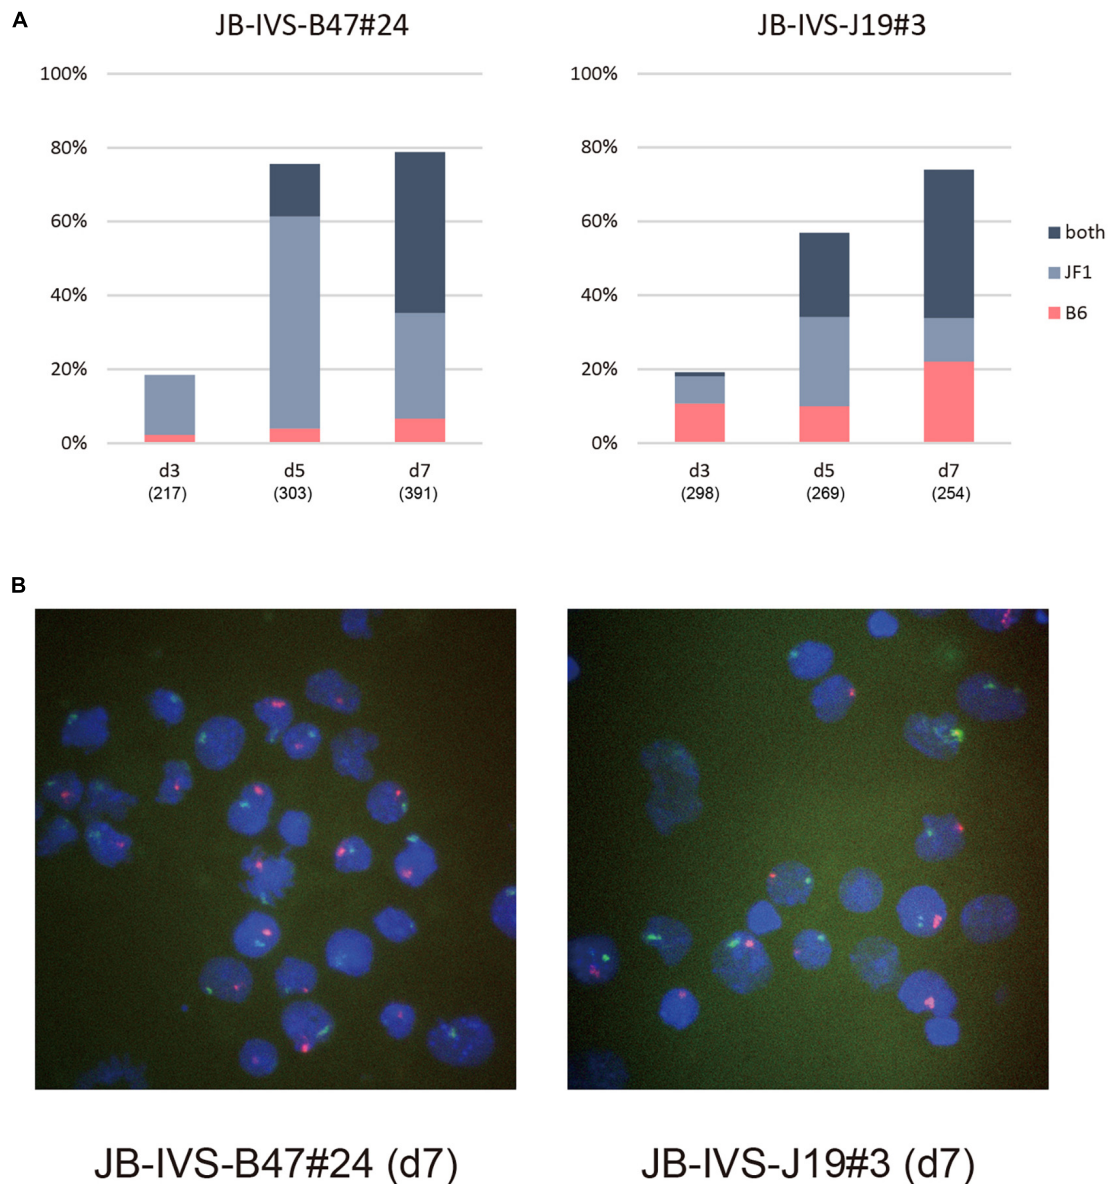 A
JB-IVS-B47#24
100%
80%
60%
40%
20%
0%
d3
(217)
d5
(303)
d7
(391)
JB-IVS-J19#3
100%
80%
60%
40%
20%
0%
d3
(298)
d5
(269)
d7
(254)
both
JF1
B6
B
JB-IVS-B47#24 (d7)
JB-IVS-J19#3 (d7)